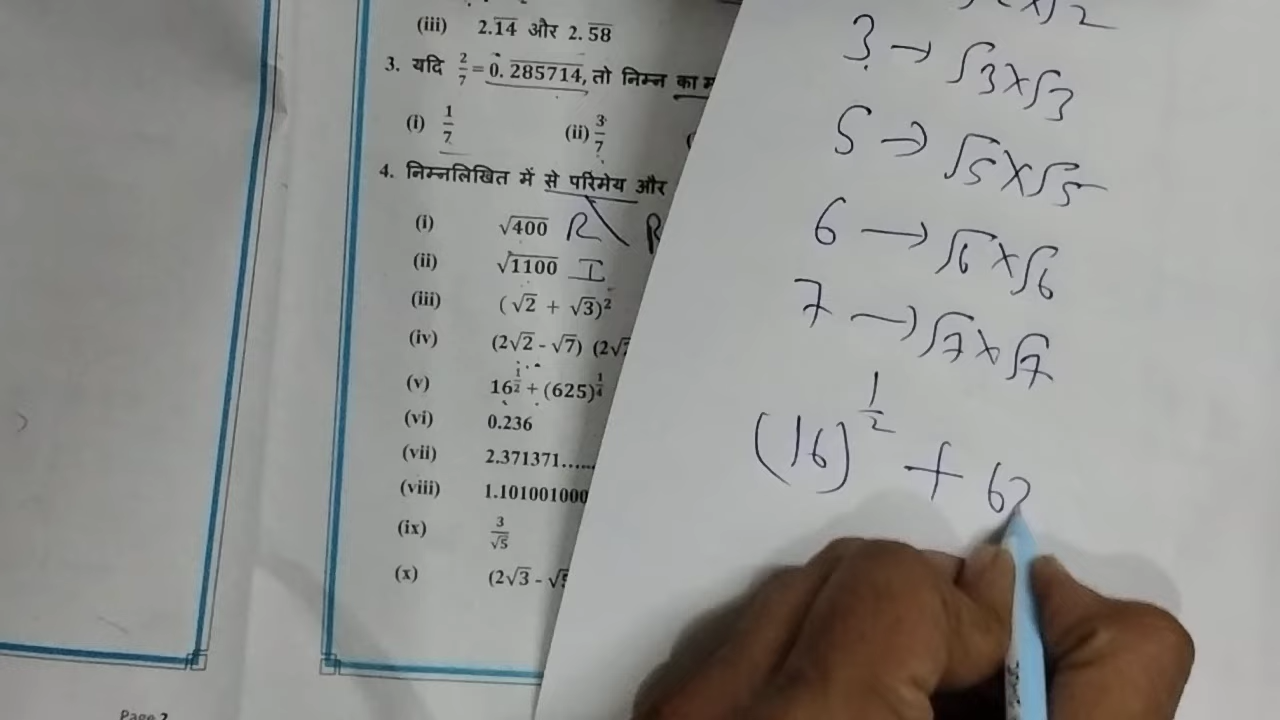 (iii) 2.1̅4̅ और 2. 5̅8̅
3. यदि 2/7 = 0. 2̅8̅5̅7̅1̅4̅, तो निम्न का
(i) 1/7 (ii) 3/7
4. निम्नलिखित में से परिमेय और
(i) √400 R
(ii) √1100 I
(iii) (√2 + √3)²
(iv) (2√2 - √7) (2√
(v) 16^(1/2) + (625)^(1/4)
(vi) 0.236
(vii) 2.371371.....
(viii) 1.101001000
(ix) 3/√5
(x) (2√3 - √
Page 2
3 → √3×√3
5 → √5×√5
6 → √6×√6
7 → √7×√7
(16)^(1/2) + 62